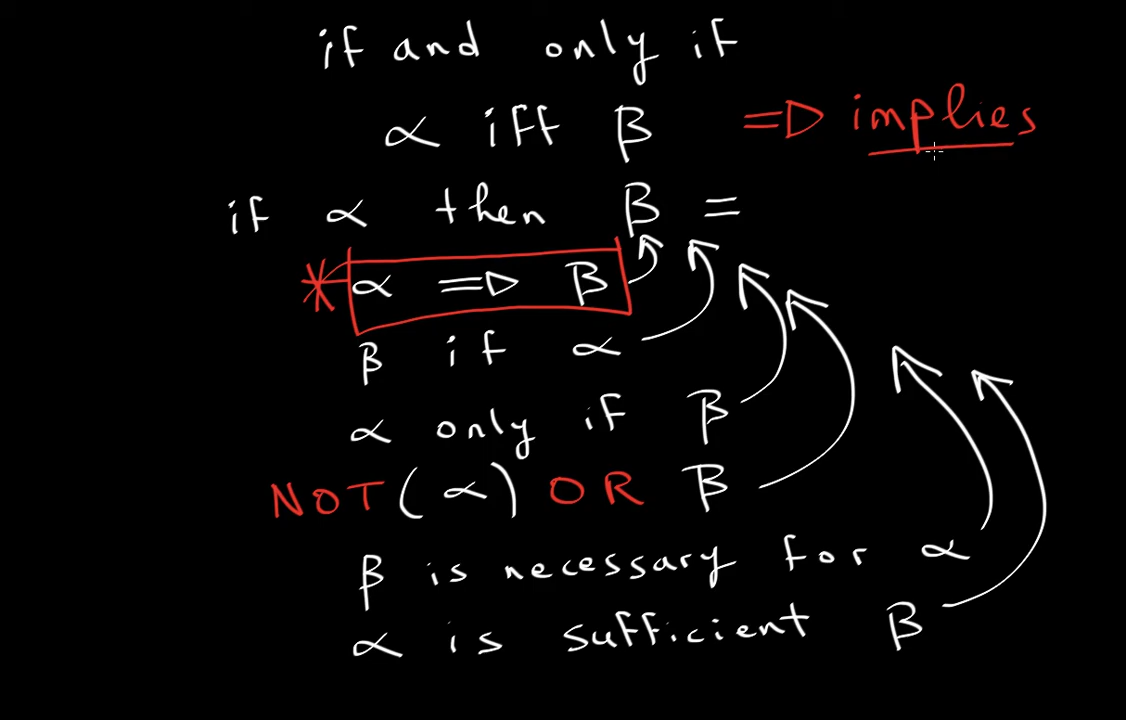 if and only if
α iff β ⇒ implies
if α then β =
* α ⇒ β
β if α
α only if β
NOT(α) OR β
β is necessary for α
α is sufficient β